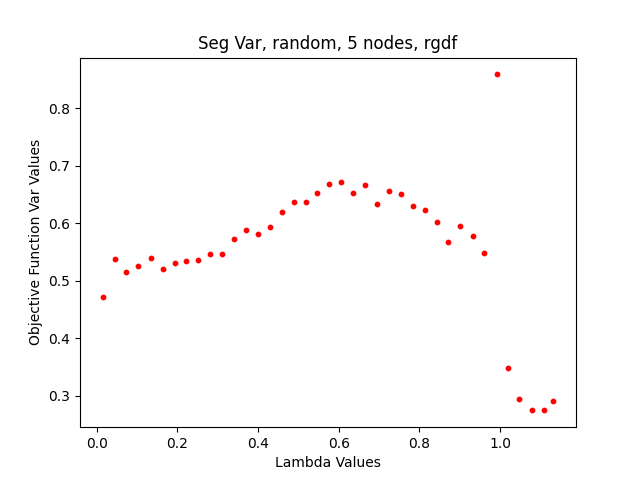 Seg Var, random, 5 nodes, rgdf
Objective Function Var Values
0.8
0.7
0.6
0.5
0.4
0.3
0.0 0.2 0.4 0.6 0.8 1.0
Lambda Values